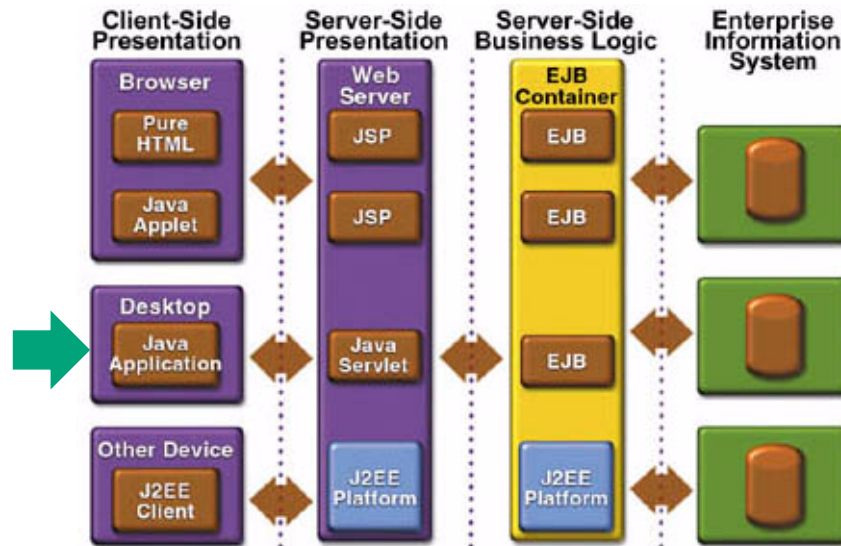 Client-Side
Presentation
Server-Side
Presentation
Server-Side
Business Logic
Enterprise
Information
System
Browser
Pure
HTML
Java
Applet
Desktop
Java
Application
Other Device
J2EE
Client
Web
Server
JSP
JSP
Java
Servlet
J2EE
Platform
EJB
Container
EJB
EJB
EJB
J2EE
Platform